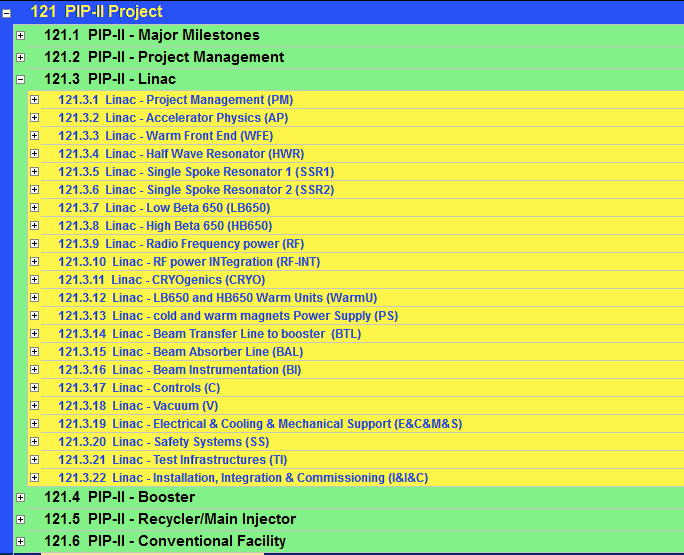 121 PIP-II Project
121.1 PIP-II - Major Milestones
121.2 PIP-II - Project Management
121.3 PIP-II - Linac
121.3.1 Linac - Project Management (PM)
121.3.2 Linac - Accelerator Physics (AP)
121.3.3 Linac - Warm Front End (WFE)
121.3.4 Linac - Half Wave Resonator (HWR)
121.3.5 Linac - Single Spoke Resonator 1 (SSR1)
121.3.6 Linac - Single Spoke Resonator 2 (SSR2)
121.3.7 Linac - Low Beta 650 (LB650)
121.3.8 Linac - High Beta 650 (HB650)
121.3.9 Linac - Radio Frequency power (RF)
121.3.10 Linac - RF power INTegration (RF-INT)
121.3.11 Linac - CRYOgenics (CRYO)
121.3.12 Linac - LB650 and HB650 Warm Units (WarmU)
121.3.13 Linac - cold and warm magnets Power Supply (PS)
121.3.14 Linac - Beam Transfer Line to booster (BTL)
121.3.15 Linac - Beam Absorber Line (BAL)
121.3.16 Linac - Beam Instrumentation (BI)
121.3.17 Linac - Controls (C)
121.3.18 Linac - Vacuum (V)
121.3.19 Linac - Electrical & Cooling & Mechanical Support (E&C&M&S)
121.3.20 Linac - Safety Systems (SS)
121.3.21 Linac - Test Infrastructures (TI)
121.3.22 Linac - Installation, Integration & Commissioning (I&I&C)
121.4 PIP-II - Booster
121.5 PIP-II - Recycler/Main Injector
121.6 PIP-II - Conventional Facility